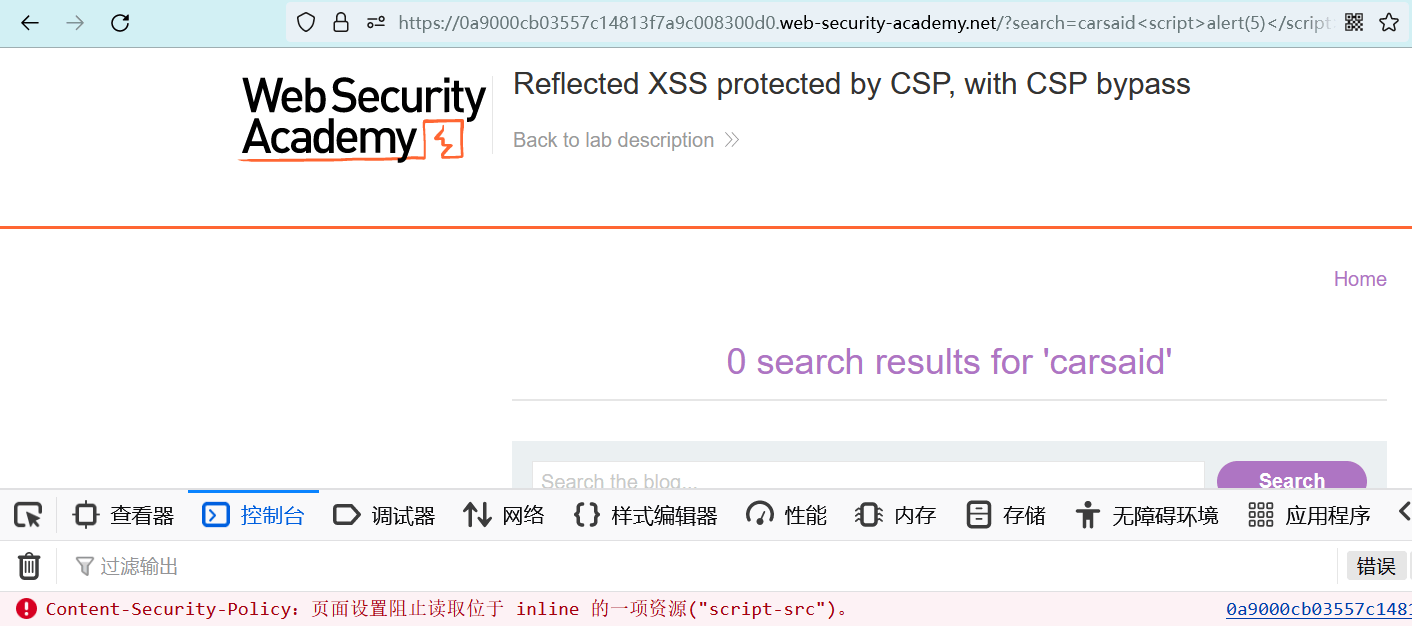 https://0a9000cb03557c14813f7a9c008300d0.web-security-academy.net/?search=carsaid<script>alert(5)</script
Web Security
Academy
Reflected XSS protected by CSP, with CSP bypass
Back to lab description
Home
0 search results for 'carsaid'
Search the blog...
Search
查看器 控制台 调试器 网络 样式编辑器 性能 内存 存储 无障碍环境 应用程序
过滤输出 错误
Content-Security-Policy：页面设置阻止读取位于 inline 的一项资源("script-src")。 0a9000cb03557c1481